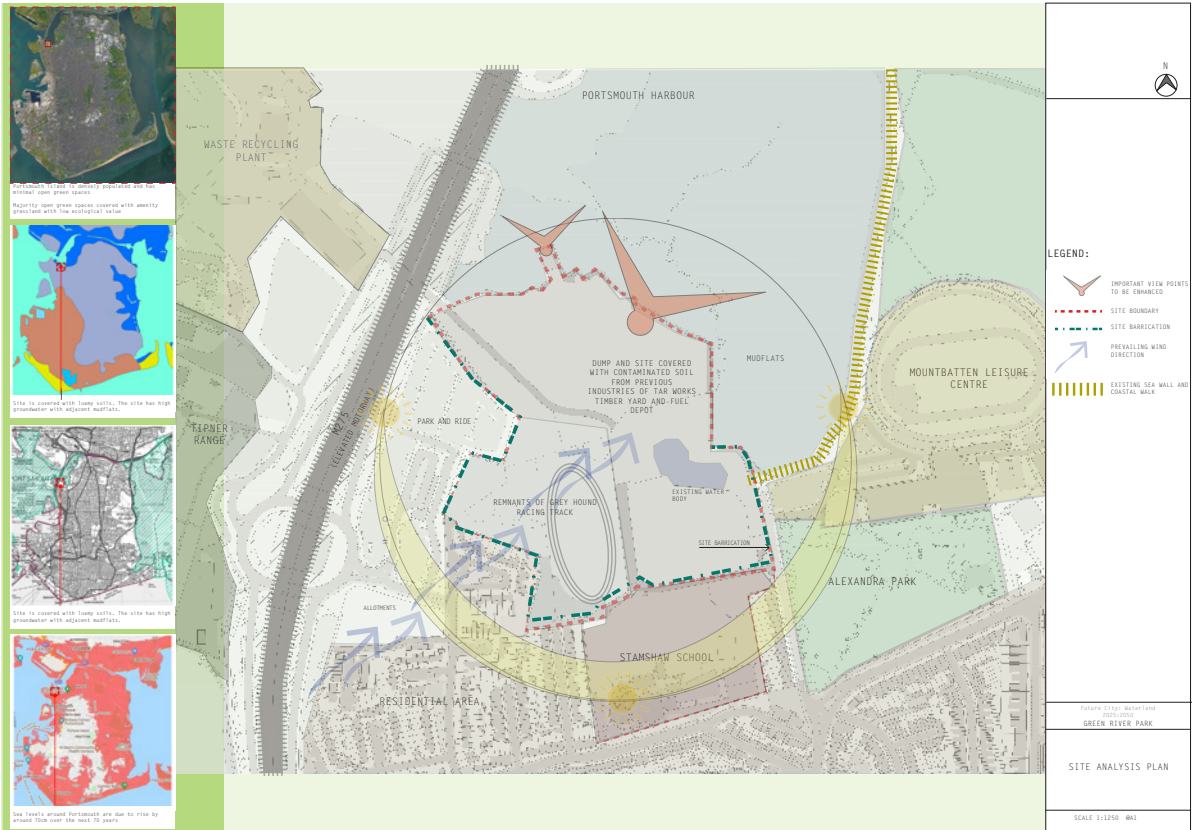 Portsmouth island is densely populated and has
minimal open green spaces
Majority open green spaces covered with amenity
grassland with low ecological value
Site is covered with loamy soils. The site has high
groundwater with adjacent mudflats.
Site is covered with loamy soils. The site has high
groundwater with adjacent mudflats.
Sea levels around Portsmouth are due to rise by
around 70cm over the next 70 years
PORTSMOUTH HARBOUR
WASTE RECYCLING
PLANT
TIPNER
RANGE
M275
(ELEVATED MOTORWAY)
PARK AND RIDE
DUMP AND SITE COVERED
WITH CONTAMINATED SOIL
FROM PREVIOUS
INDUSTRIES OF TAR WORKS,
TIMBER YARD AND FUEL
DEPOT
MUDFLATS
MOUNTBATTEN LEISURE
CENTRE
REMNANTS OF GREY HOUND
RACING TRACK
EXISTING WATER
BODY
SITE BARRICATION
ALLOTMENTS
ALEXANDRA PARK
STAMSHAW SCHOOL
RESIDENTIAL AREA
N
LEGEND:
IMPORTANT VIEW POINTS
TO BE ENHANCED
SITE BOUNDARY
SITE BARRICATION
PREVAILING WIND
DIRECTION
EXISTING SEA WALL AND
COASTAL WALK
Future City: Waterland
2025-2050
GREEN RIVER PARK
SITE ANALYSIS PLAN
SCALE 1:1250 @A1